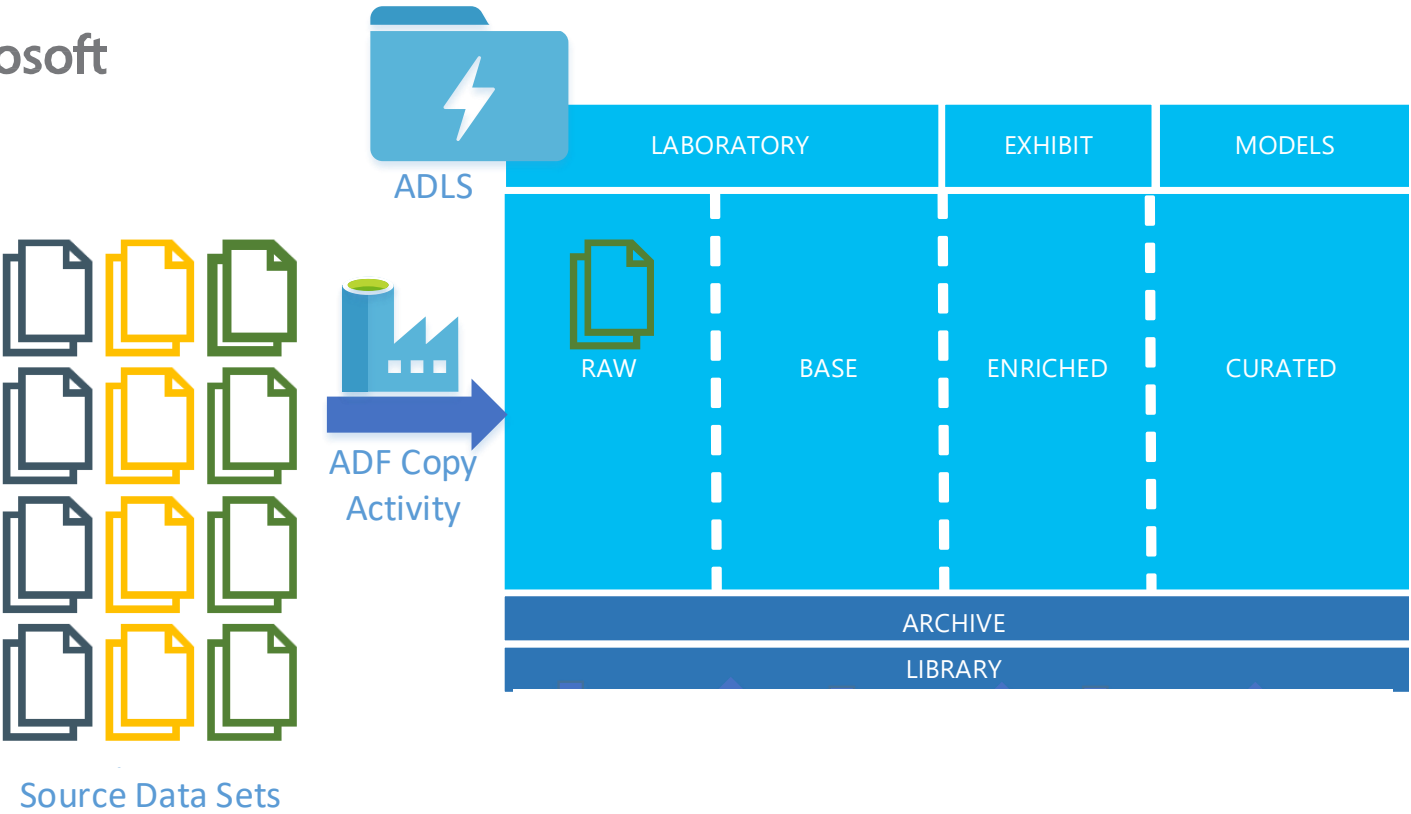 osoft
ADLS
LABORATORY
EXHIBIT
MODELS
RAW
BASE
ENRICHED
CURATED
ADF Copy
Activity
ARCHIVE
LIBRARY
Source Data Sets